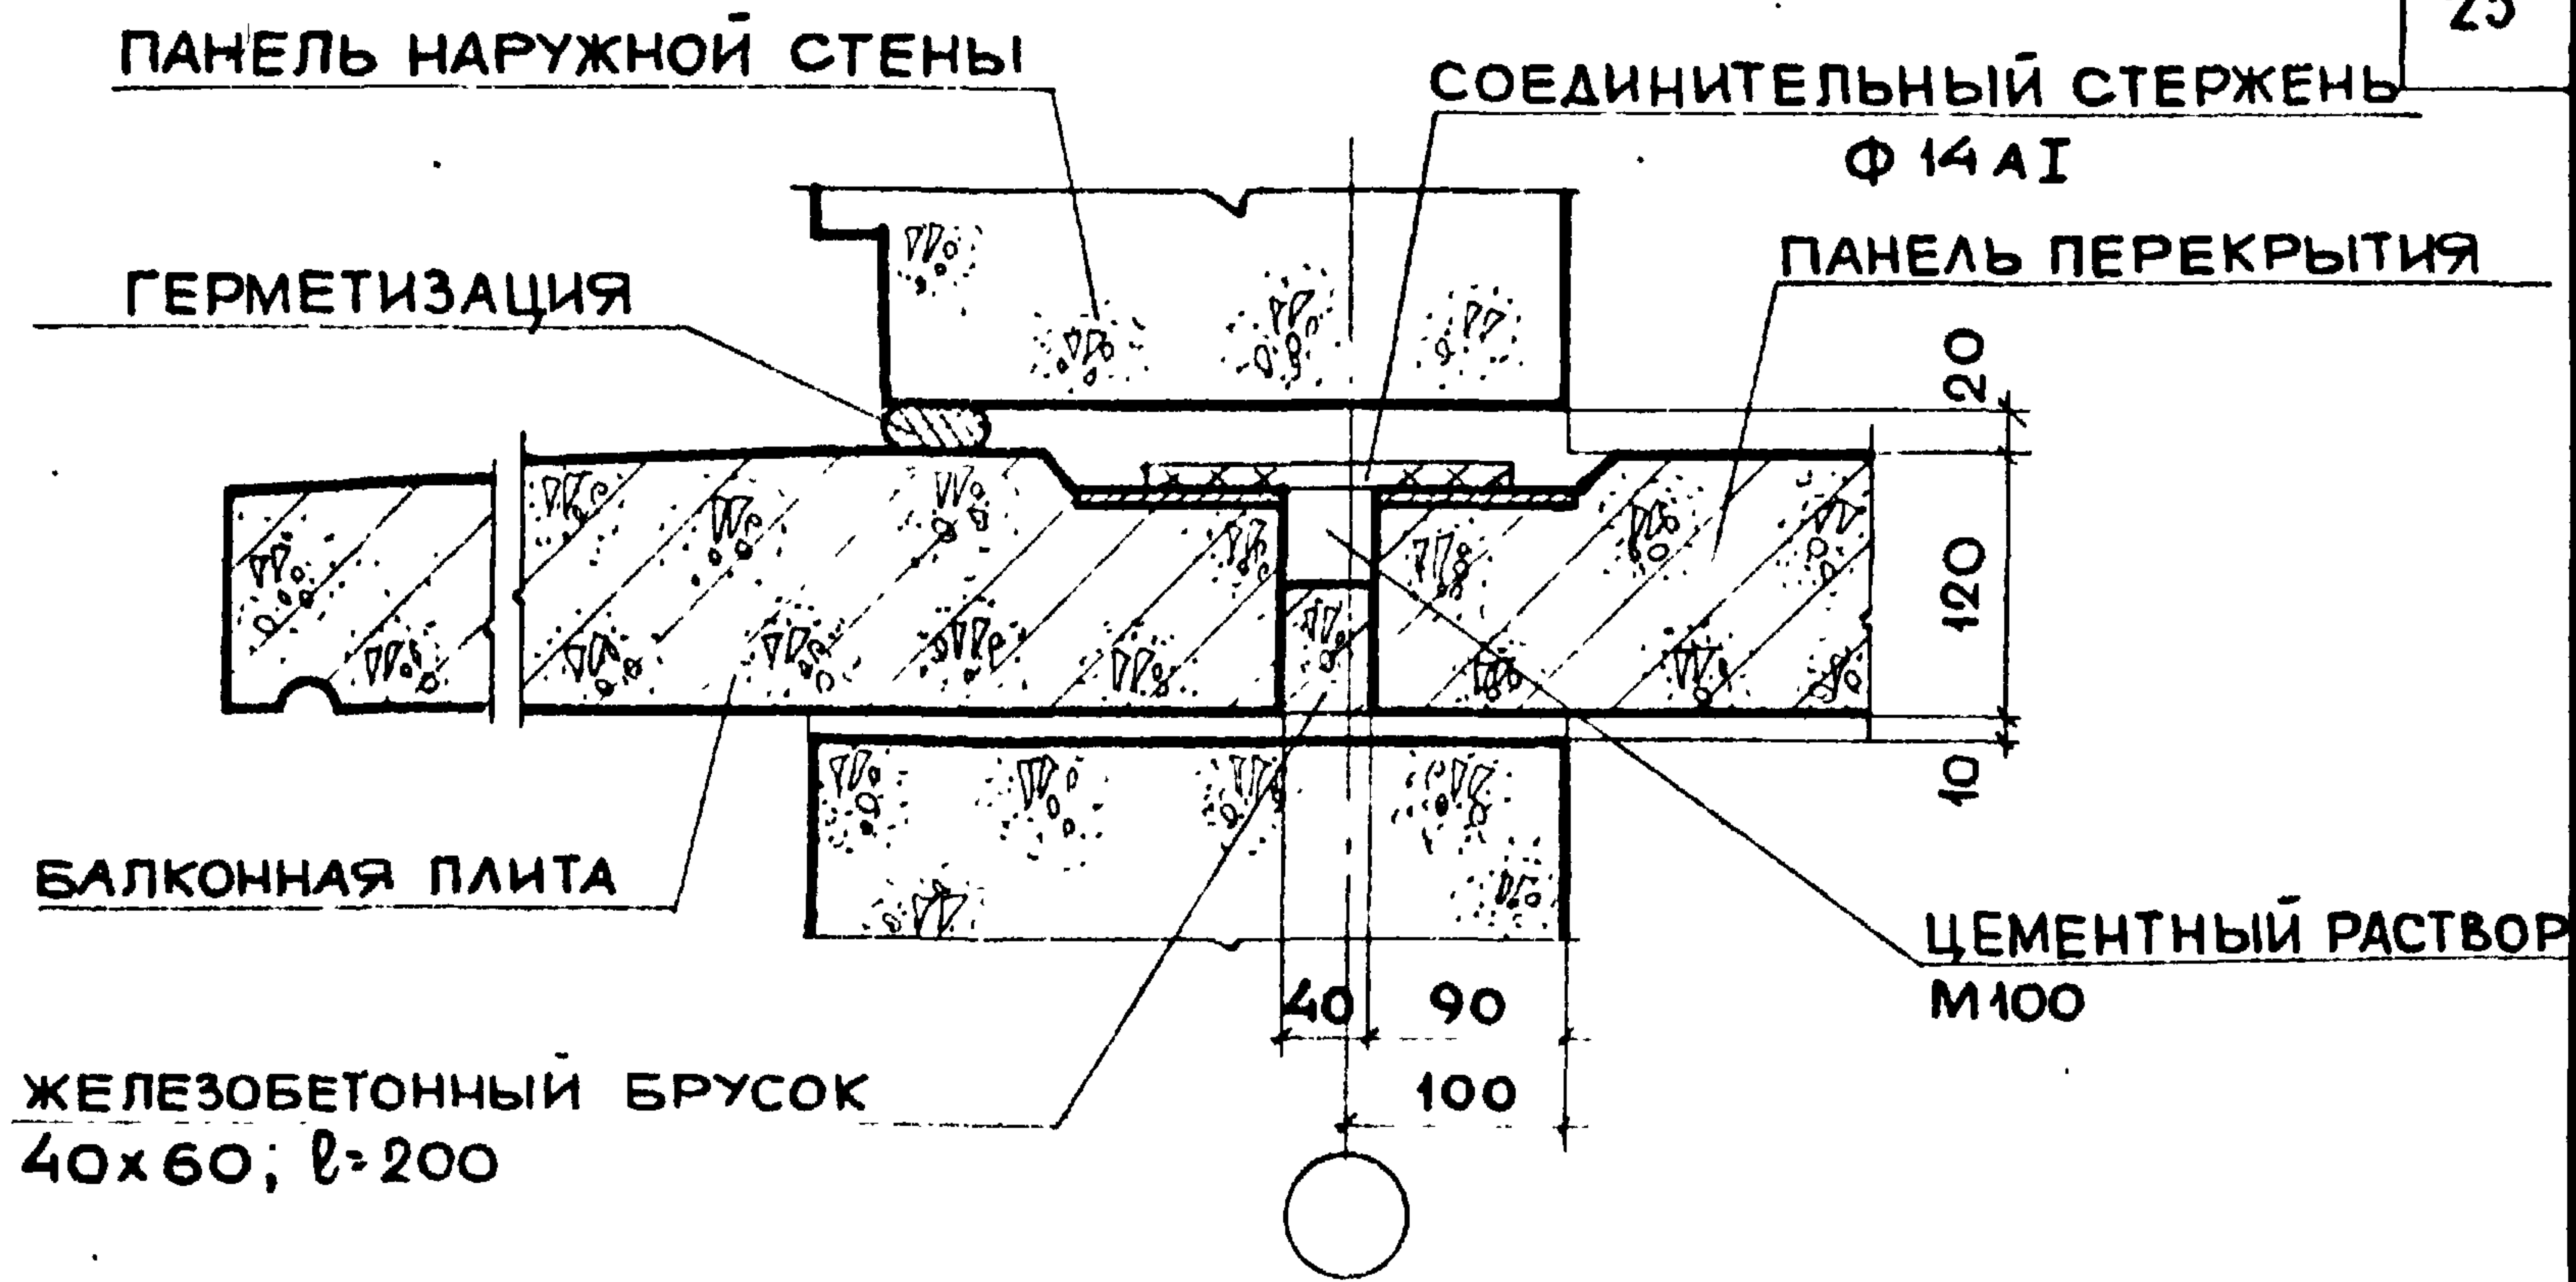 25
ПАНЕЛЬ НАРУЖНОЙ СТЕНЫ
СОЕДИНИТЕЛЬНЫЙ СТЕРЖЕНЬ
Ф 14 А I
ПАНЕЛЬ ПЕРЕКРЫТИЯ
ГЕРМЕТИЗАЦИЯ
20
120
10
БАЛКОННАЯ ПЛИТА
ЦЕМЕНТНЫЙ РАСТВОР
М100
40 90
100
ЖЕЛЕЗОБЕТОННЫЙ БРУСОК
40х60; ℓ=200